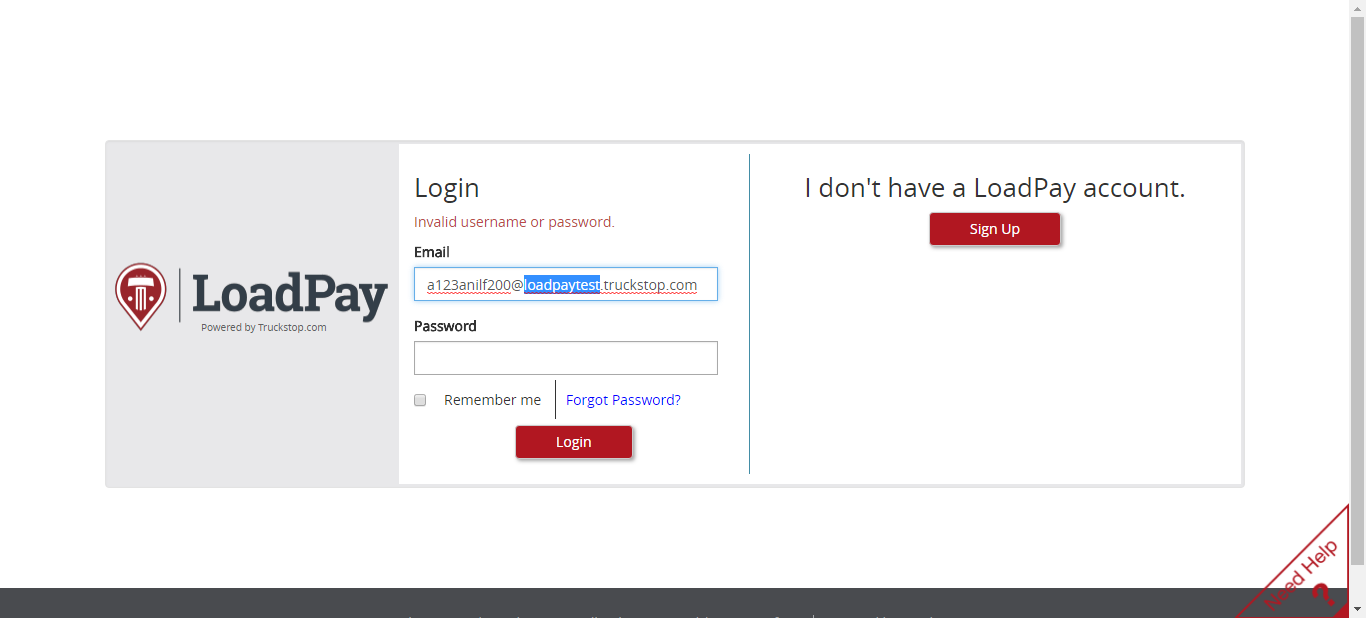 LoadPay
Powered by Truckstop.com
Login
Invalid username or password.
Email
a123anilf200@loadpaytest.truckstop.com
Password
Remember me
Forgot Password?
Login
I don't have a LoadPay account.
Sign Up
Need Help
?